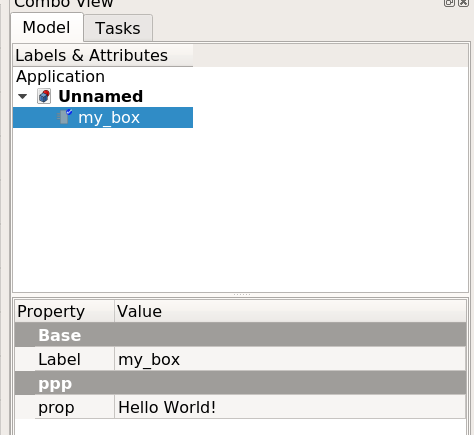 Combo View
Model Tasks
Labels & Attributes
Application
Unnamed
my_box
Property Value
Base
Label my_box
ppp
prop Hello World!